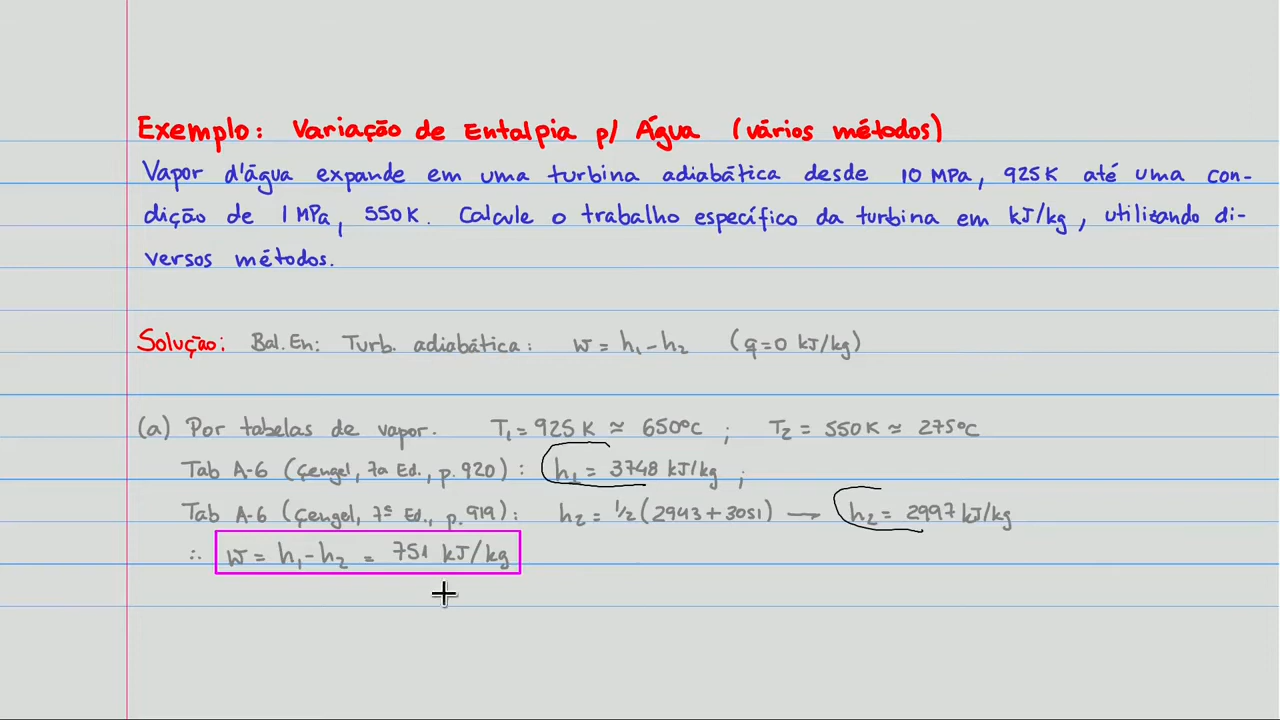 Exemplo: Variação de Entalpia p/ Água (vários métodos)
Vapor d'água expande em uma turbina adiabática desde 10 MPa, 925 K até uma con-
dição de 1 MPa, 550 K. Calcule o trabalho específico da turbina em kJ/kg, utilizando di-
versos métodos.
Solução: Bal. En: Turb. adiabática: w = h₁-h₂ (q=0 kJ/kg)
(a) Por tabelas de vapor. T₁ = 925 K ≈ 650°C ; T₂ = 550 K ≈ 275°C
Tab A-6 (Çengel, 7ª Ed., p. 920): h₁ = 3748 kJ/kg ;
Tab A-6 (Çengel, 7ª Ed., p. 919): h₂ = ½(2943+3051) → h₂ = 2997 kJ/kg
∴ w = h₁-h₂ = 751 kJ/kg